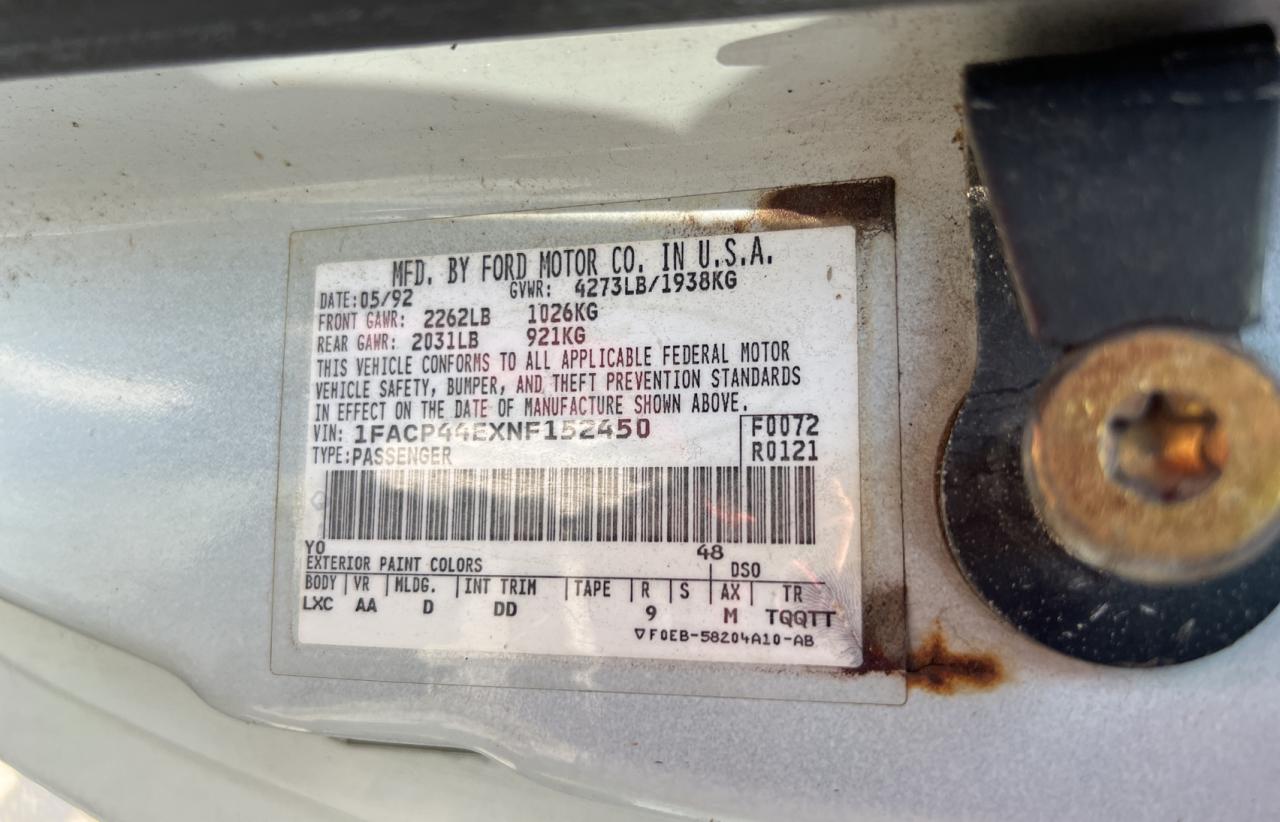 MFD. BY FORD MOTOR CO. IN U.S.A.
DATE:05/92 GVWR: 4273LB/1938KG
FRONT GAWR: 2262LB 1026KG
REAR GAWR: 2031LB 921KG
THIS VEHICLE CONFORMS TO ALL APPLICABLE FEDERAL MOTOR
VEHICLE SAFETY, BUMPER, AND THEFT PREVENTION STANDARDS
IN EFFECT ON THE DATE OF MANUFACTURE SHOWN ABOVE.
VIN: 1FACP44EXNF152450 F0072
TYPE:PASSENGER R0121
YO 48
EXTERIOR PAINT COLORS DSO
BODY VR MLDG. INT TRIM TAPE R S AX TR
LXC AA D DD 9 M TQQTT
▽F0EB-58204A10-AB